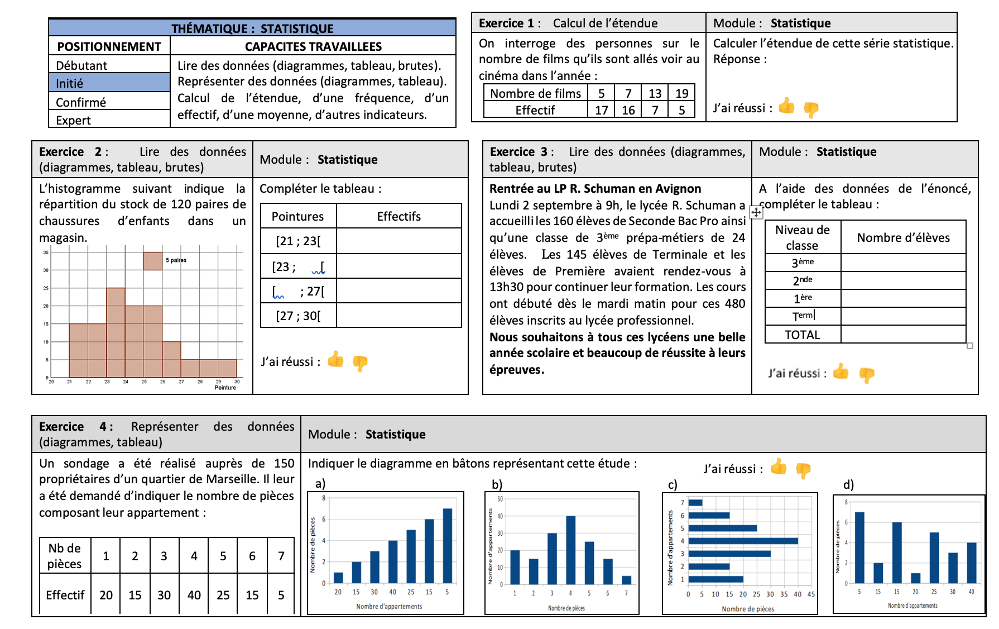 THÉMATIQUE : STATISTIQUE
POSITIONNEMENT CAPACITES TRAVAILLEES
Débutant
Initié
Confirmé
Expert
Lire des données (diagrammes, tableau, brutes).
Représenter des données (diagrammes, tableau).
Calcul de l’étendue, d’une fréquence, d’un
effectif, d’une moyenne, d’autres indicateurs.
Exercice 1 : Calcul de l’étendue
Module : Statistique
On interroge des personnes sur le
nombre de films qu’ils sont allés voir au
cinéma dans l’année :
Nombre de films 5 7 13 19
Effectif 17 16 7 5
Calculer l’étendue de cette série statistique.
Réponse :
J’ai réussi :
Exercice 2 : Lire des données
(diagrammes, tableau, brutes)
Module : Statistique
L’histogramme suivant indique la
répartition du stock de 120 paires de
chaussures d’enfants dans un
magasin.
35
30
25
20
15
10
5
0
5 paires
20 21 22 23 24 25 26 27 28 29 30
Pointure
Compléter le tableau :
Pointures Effectifs
[21 ; 23[
[23 ; [
[ ; 27[
[27 ; 30[
J’ai réussi :
Exercice 3 : Lire des données (diagrammes,
tableau, brutes)
Module : Statistique
Rentrée au LP R. Schuman en Avignon
Lundi 2 septembre à 9h, le lycée R. Schuman a
accueilli les 160 élèves de Seconde Bac Pro ainsi
qu’une classe de 3ème prépa-métiers de 24
élèves. Les 145 élèves de Terminale et les
élèves de Première avaient rendez-vous à
13h30 pour continuer leur formation. Les cours
ont débuté dès le mardi matin pour ces 480
élèves inscrits au lycée professionnel.
Nous souhaitons à tous ces lycéens une belle
année scolaire et beaucoup de réussite à leurs
épreuves.
A l’aide des données de l’énoncé,
compléter le tableau :
Niveau de
classe
Nombre d’élèves
3ème
2nde
1ère
Term
TOTAL
J’ai réussi :
Exercice 4 : Représenter des données
(diagrammes, tableau)
Module : Statistique
Un sondage a été réalisé auprès de 150
propriétaires d’un quartier de Marseille. Il leur
a été demandé d’indiquer le nombre de pièces
composant leur appartement :
Nb de
pièces
1 2 3 4 5 6 7
Effectif 20 15 30 40 25 15 5
Indiquer le diagramme en bâtons représentant cette étude :
J’ai réussi :
a)
Nombre de pièces
8
6
4
2
0
20 15 30 40 25 15 5
Nombre d'appartements
b)
Nombre d'appartements
50
40
30
20
10
0
1 2 3 4 5 6 7
Nombre de pièces
c)
Nombre d'appartements
7
6
5
4
3
2
1
0 5 10 15 20 25 30 35 40 45
Nombre de pièces
d)
Nombre de pièces
8
6
4
2
0
5 15 15 20 25 30 40
Nombre d'appartements